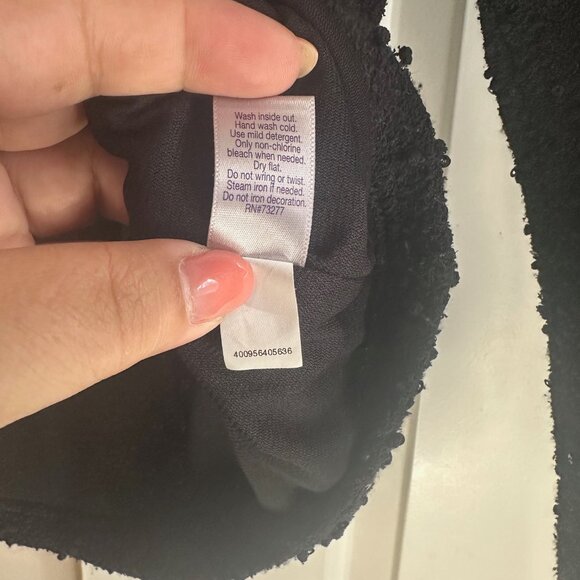 Wash inside out.
Hand wash cold.
Use mild detergent.
Only non-chlorine
bleach when needed.
Dry flat.
Do not wring or twist.
Steam iron if needed.
Do not iron decoration.
RN#73277
400956405636